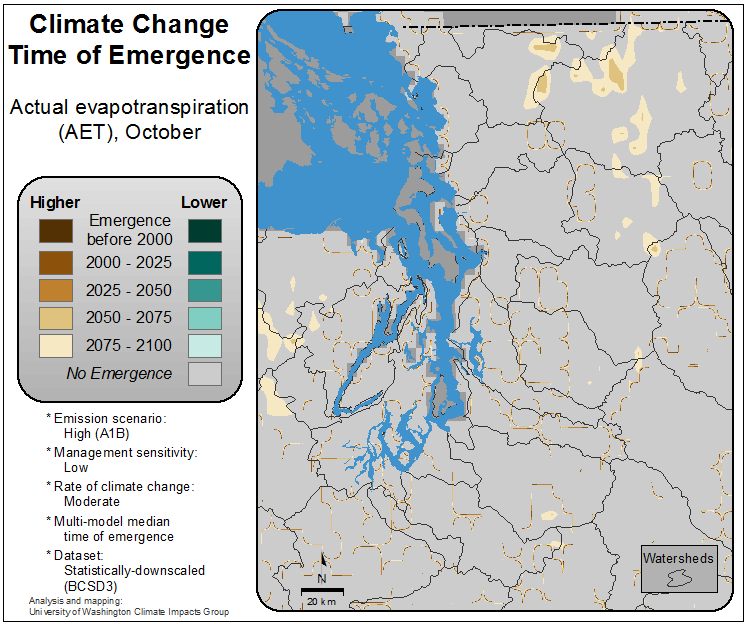 Climate Change
Time of Emergence
Actual evapotranspiration
(AET), October
Higher
Lower
Emergence
before 2000
2000 - 2025
2025 - 2050
2050 - 2075
2075 - 2100
No Emergence
* Emission scenario:
High (A1B)
* Management sensitivity:
Low
* Rate of climate change:
Moderate
* Multi-model median
time of emergence
* Dataset:
Statistically-downscaled
(BCSD3)
Analysis and mapping:
University of Washington Climate Impacts Group
N
20 km
Watersheds